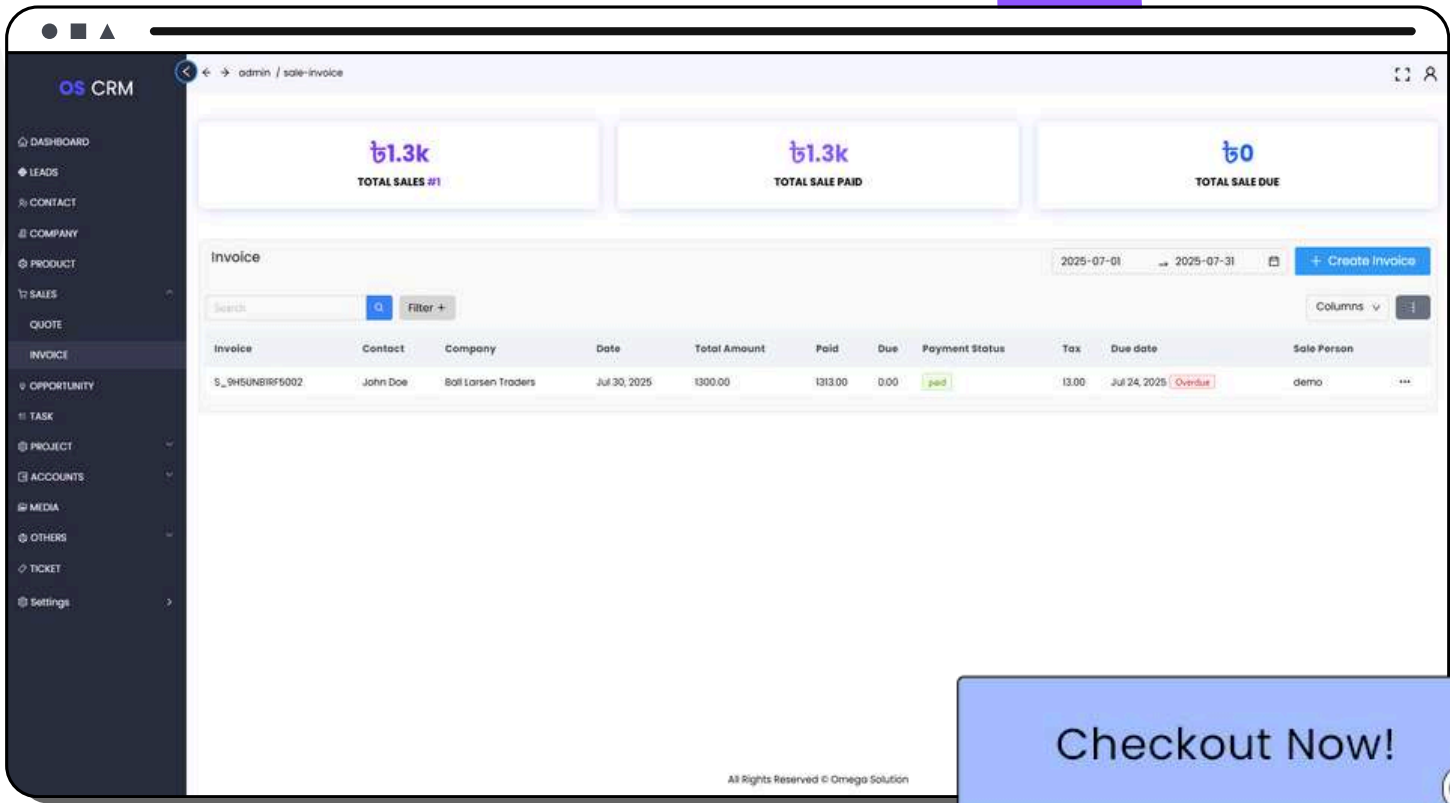 OS CRM
admin / sale-invoice
DASHBOARD
LEADS
CONTACT
COMPANY
PRODUCT
SALES
QUOTE
INVOICE
OPPORTUNITY
TASK
PROJECT
ACCOUNTS
MEDIA
OTHERS
TICKET
Settings
৳1.3k
TOTAL SALES #1
৳1.3k
TOTAL SALE PAID
৳0
TOTAL SALE DUE
Invoice
2025-07-01 → 2025-07-31
+ Create Invoice
Search
Filter +
Columns
Invoice Contact Company Date Total Amount Paid Due Payment Status Tax Due date Sale Person
John Doe Ball Larsen Traders Jul 30, 2025 1300.00 1313.00 0.00 paid 13.00 Jul 24, 2025 Overdue demo •••
All Rights Reserved © Omega Solution
Checkout Now!